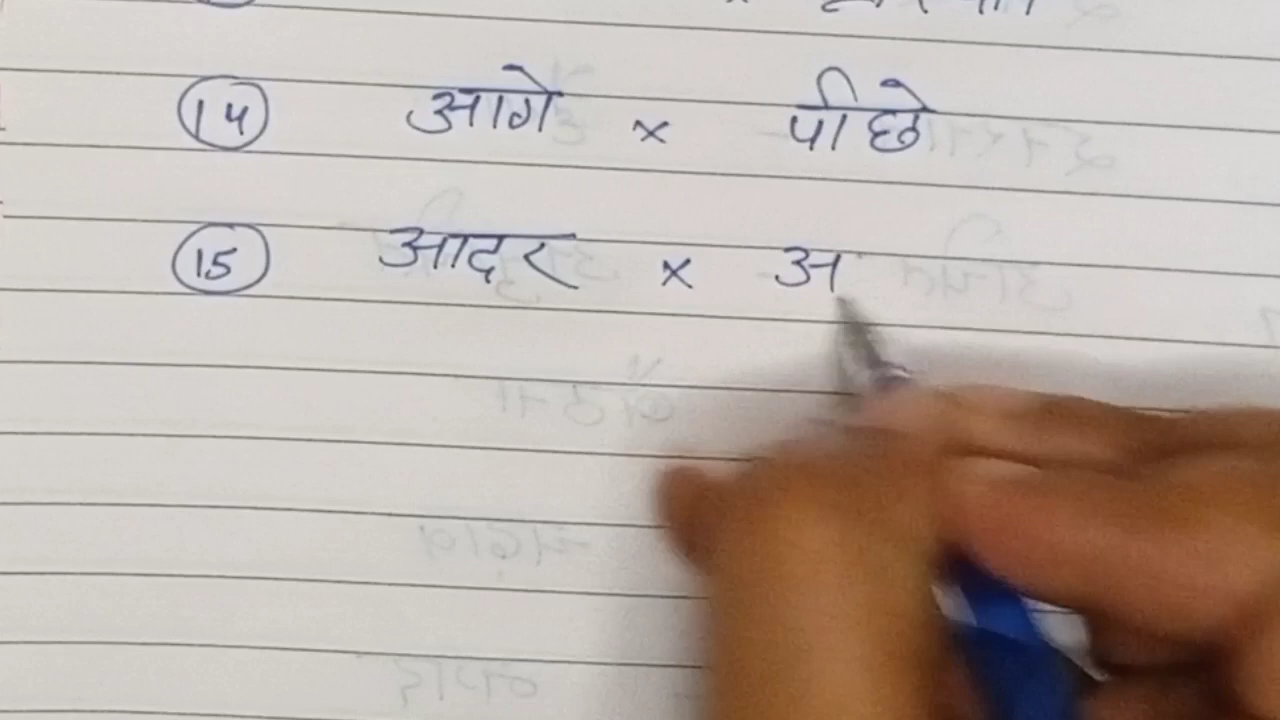 14 आगे × पीछे
15 आदर × अ